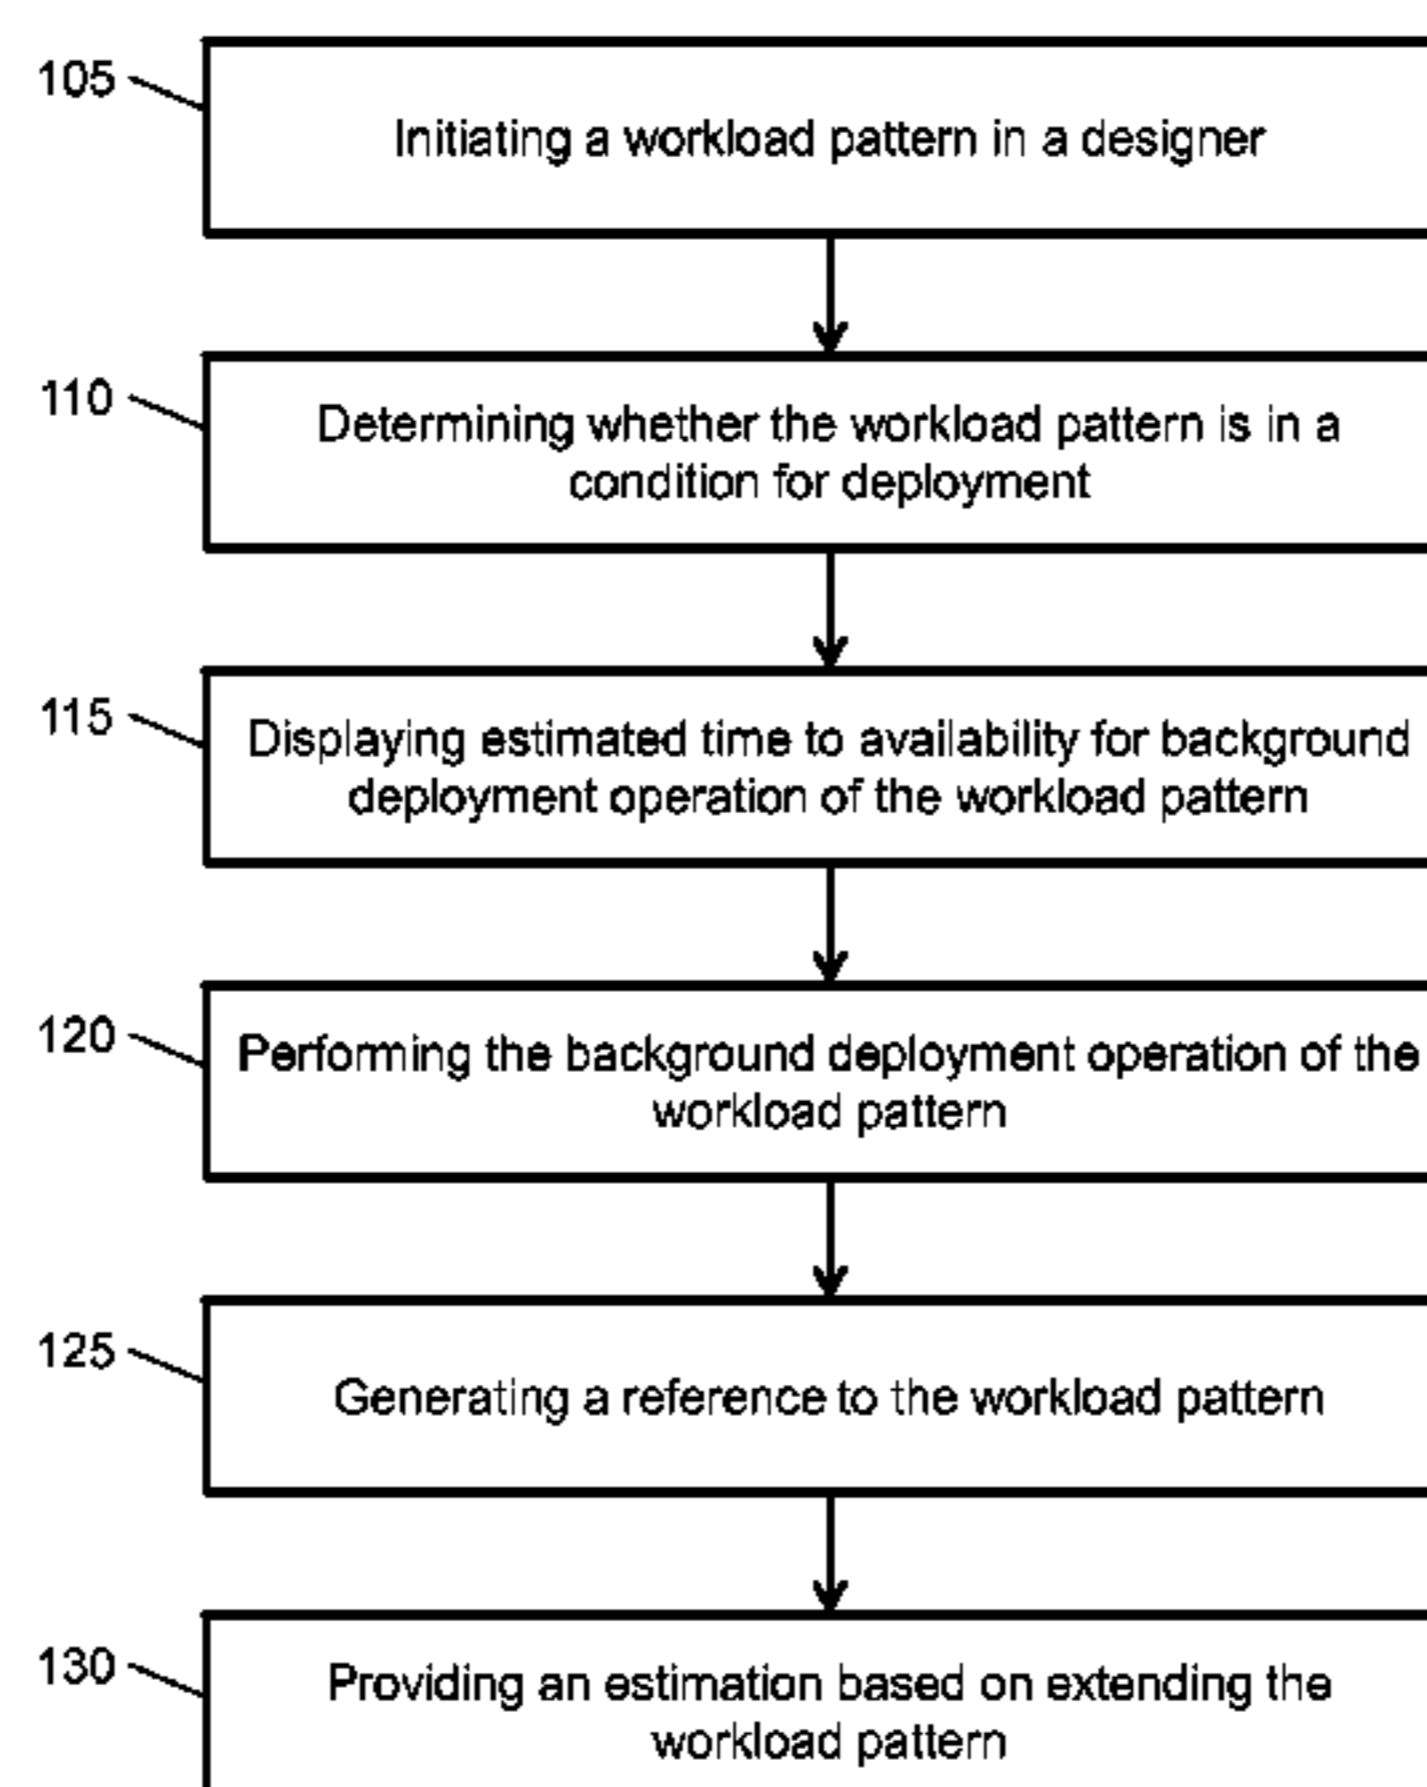 105
Initiating a workload pattern in a designer
110
Determining whether the workload pattern is in a
condition for deployment
115
Displaying estimated time to availability for background
deployment operation of the workload pattern
120
Performing the background deployment operation of the
workload pattern
125
Generating a reference to the workload pattern
130
Providing an estimation based on extending the
workload pattern